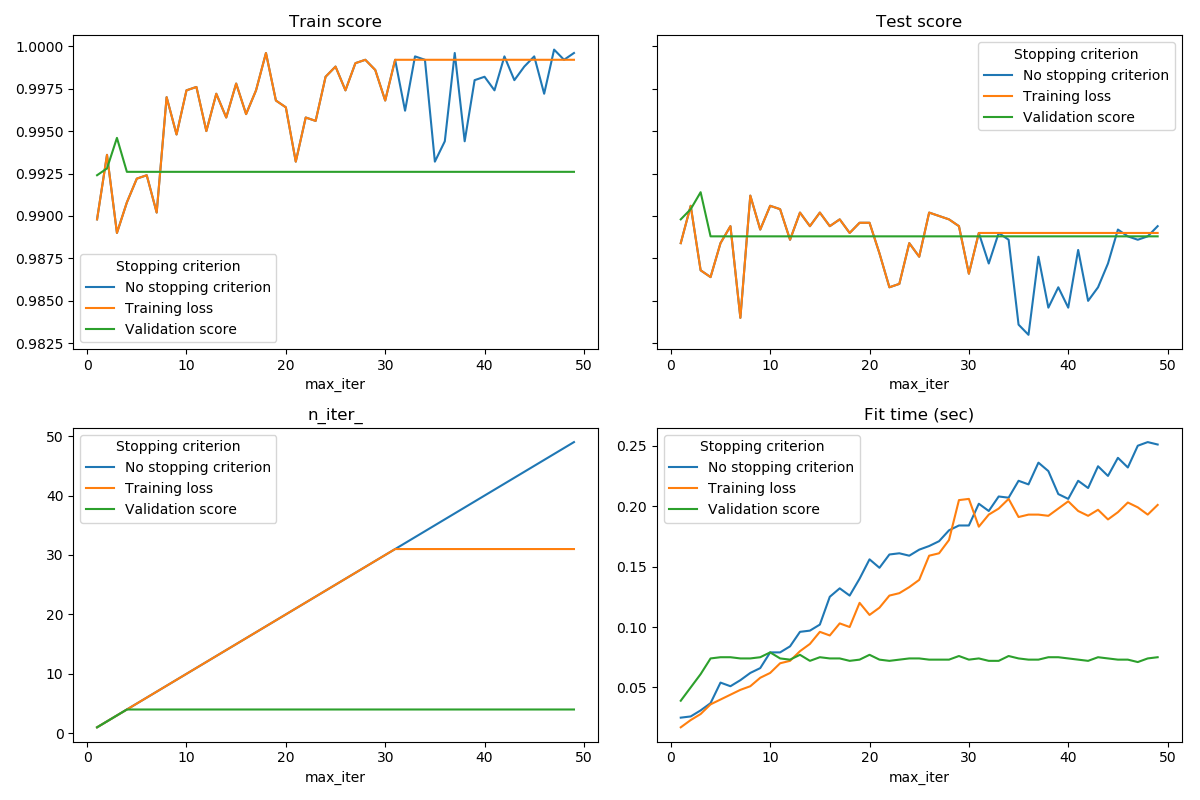 Train score
1.0000
0.9975
0.9950
0.9925
0.9900
0.9875
0.9850
0.9825
Stopping criterion
No stopping criterion
Training loss
Validation score
0 10 20 30 40 50
max_iter
Test score
Stopping criterion
No stopping criterion
Training loss
Validation score
0 10 20 30 40 50
max_iter
n_iter_
50
40
30
20
10
0
Stopping criterion
No stopping criterion
Training loss
Validation score
0 10 20 30 40 50
max_iter
Fit time (sec)
0.25
0.20
0.15
0.10
0.05
Stopping criterion
No stopping criterion
Training loss
Validation score
0 10 20 30 40 50
max_iter